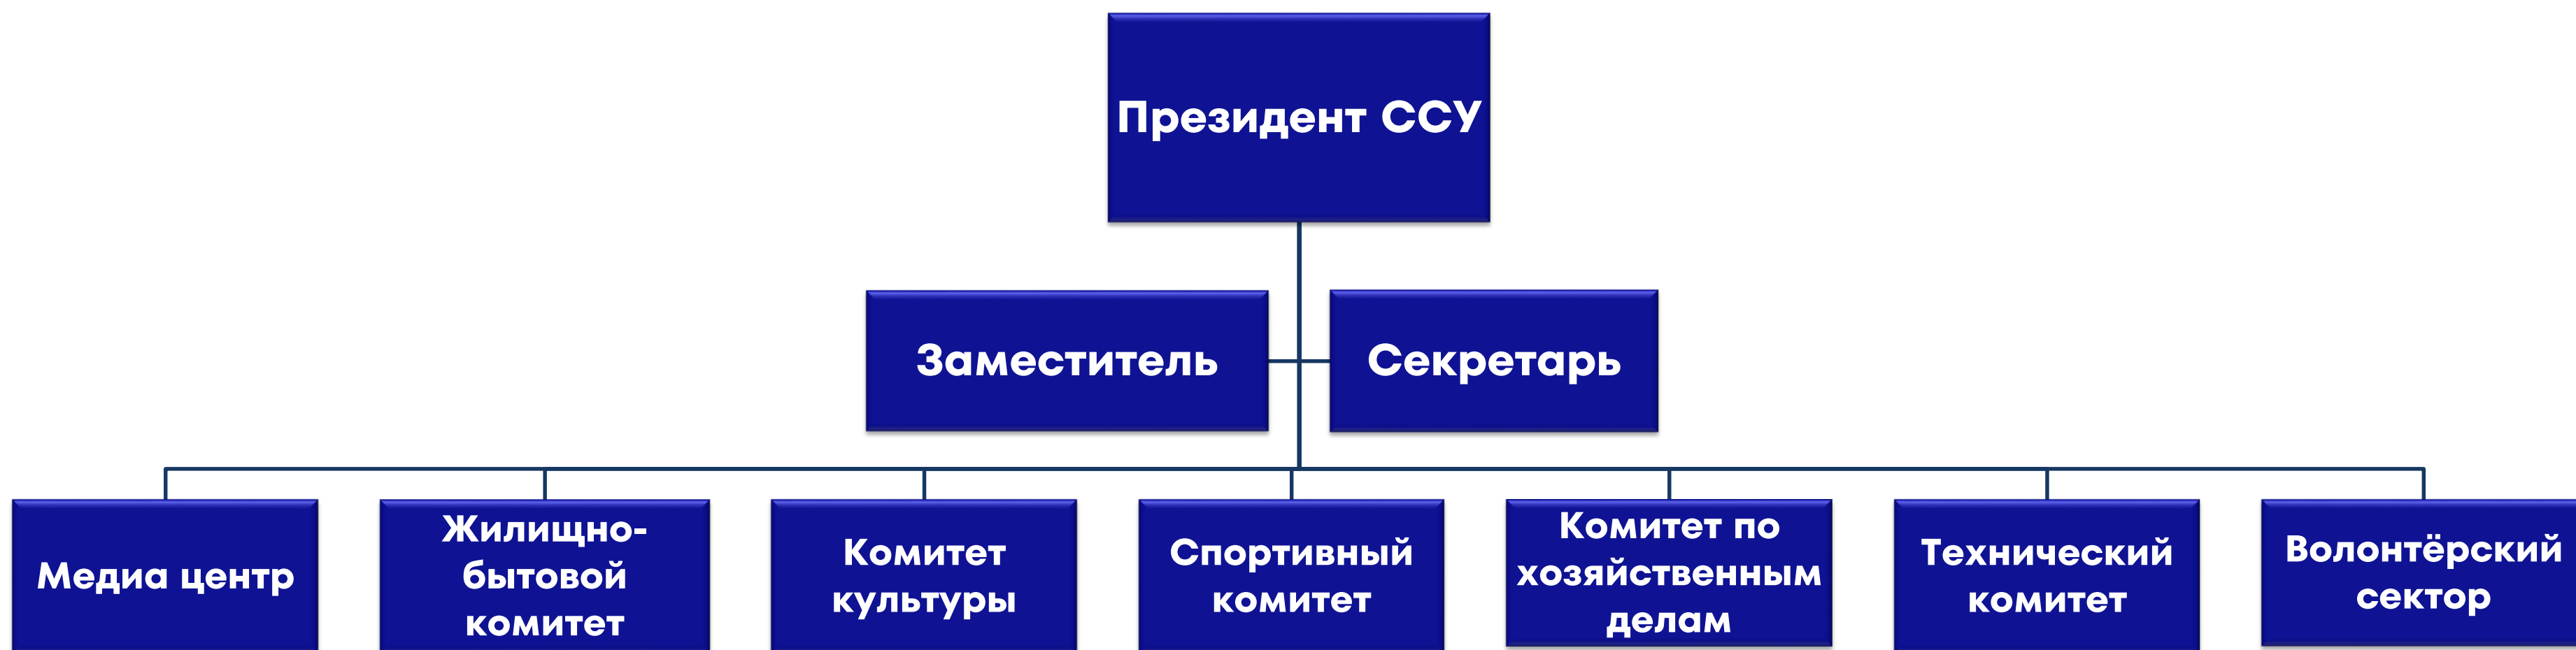 Президент ССУ
Заместитель
Секретарь
Медиа центр
Жилищно-
бытовой
комитет
Комитет
культуры
Спортивный
комитет
Комитет по
хозяйственным
делам
Технический
комитет
Волонтёрский
сектор